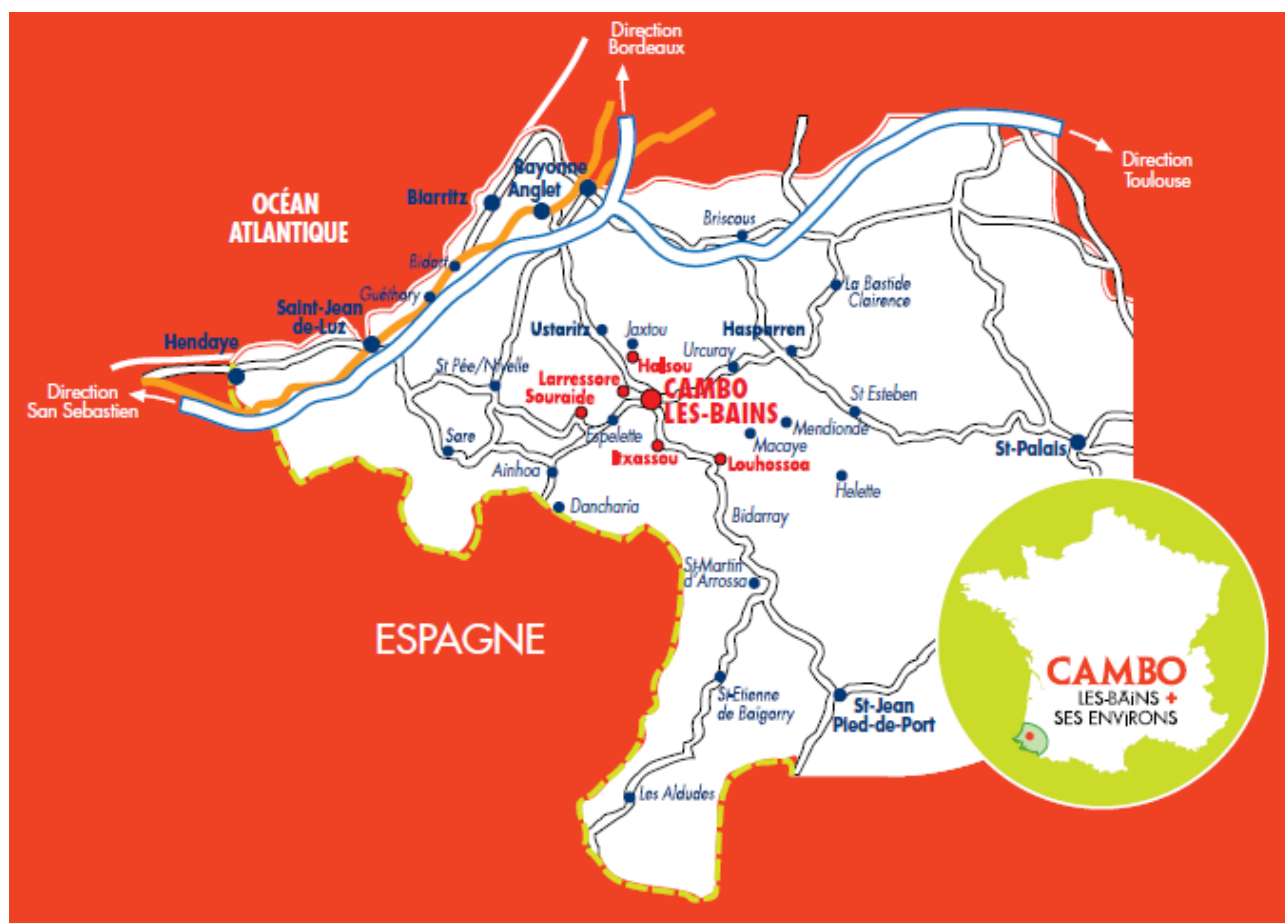 Direction
Bordeaux
Direction
Toulouse
OCÉAN
ATLANTIQUE
Biarritz
Bayonne
Anglet
Briscous
Bidart
Guéthary
La Bastide
Clairence
Saint-Jean
de-Luz
Hendaye
Ustaritz
Jaxtou
Hasparren
Urcuray
Halsou
St Pée/Nivelle
Direction
San Sebastien
Larressore
Souraide
CAMBO
LES-BAINS
St Esteben
Mendionde
Espelette
Macaye
Sare
St-Palais
Itxassou
Louhossoa
Ainhoa
Helette
Dancharia
Bidarray
St-Martin
d'Arrossa
ESPAGNE
St-Etienne
de Baïgorry
St-Jean
Pied-de-Port
Les Aldudes
CAMBO
LES-BAiNS +
SES ENViRONS